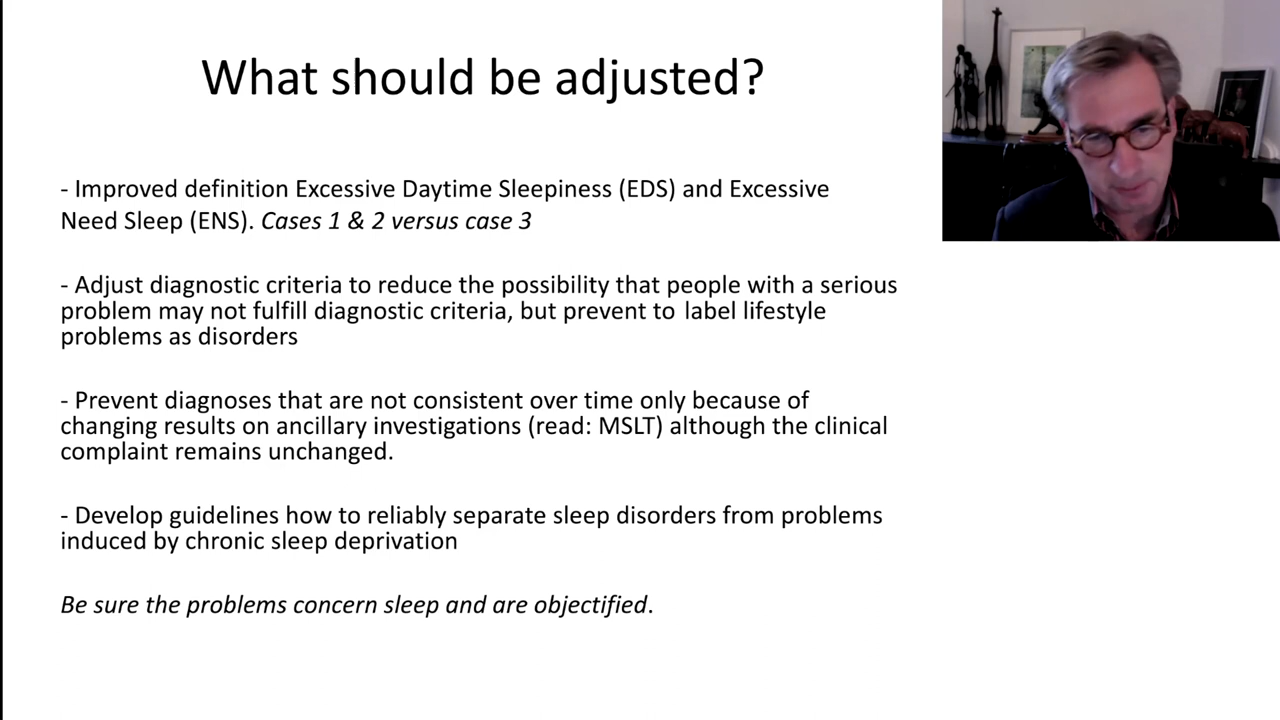 What should be adjusted?
- Improved definition Excessive Daytime Sleepiness (EDS) and Excessive
Need Sleep (ENS). Cases 1 & 2 versus case 3
- Adjust diagnostic criteria to reduce the possibility that people with a serious
problem may not fulfill diagnostic criteria, but prevent to label lifestyle
problems as disorders
- Prevent diagnoses that are not consistent over time only because of
changing results on ancillary investigations (read: MSLT) although the clinical
complaint remains unchanged.
- Develop guidelines how to reliably separate sleep disorders from problems
induced by chronic sleep deprivation
Be sure the problems concern sleep and are objectified.